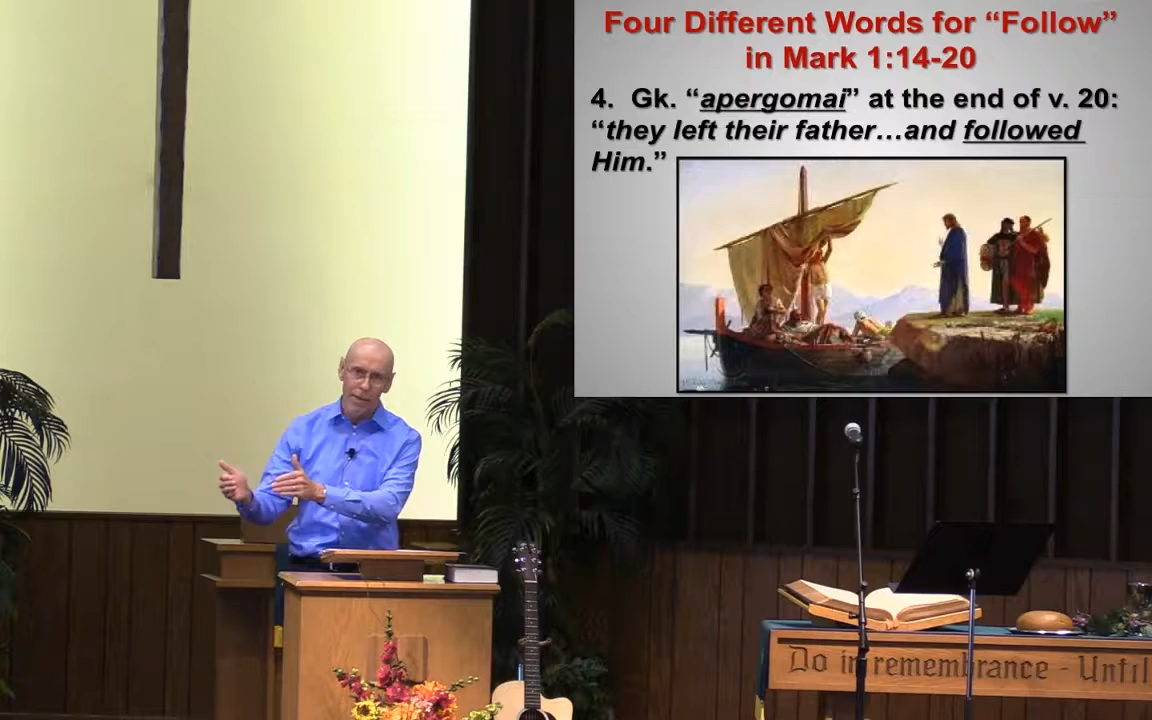 Four Different Words for “Follow”
in Mark 1:14-20
4. Gk. “apergomai” at the end of v. 20:
“they left their father…and followed
Him.”
Do in remembrance - Until